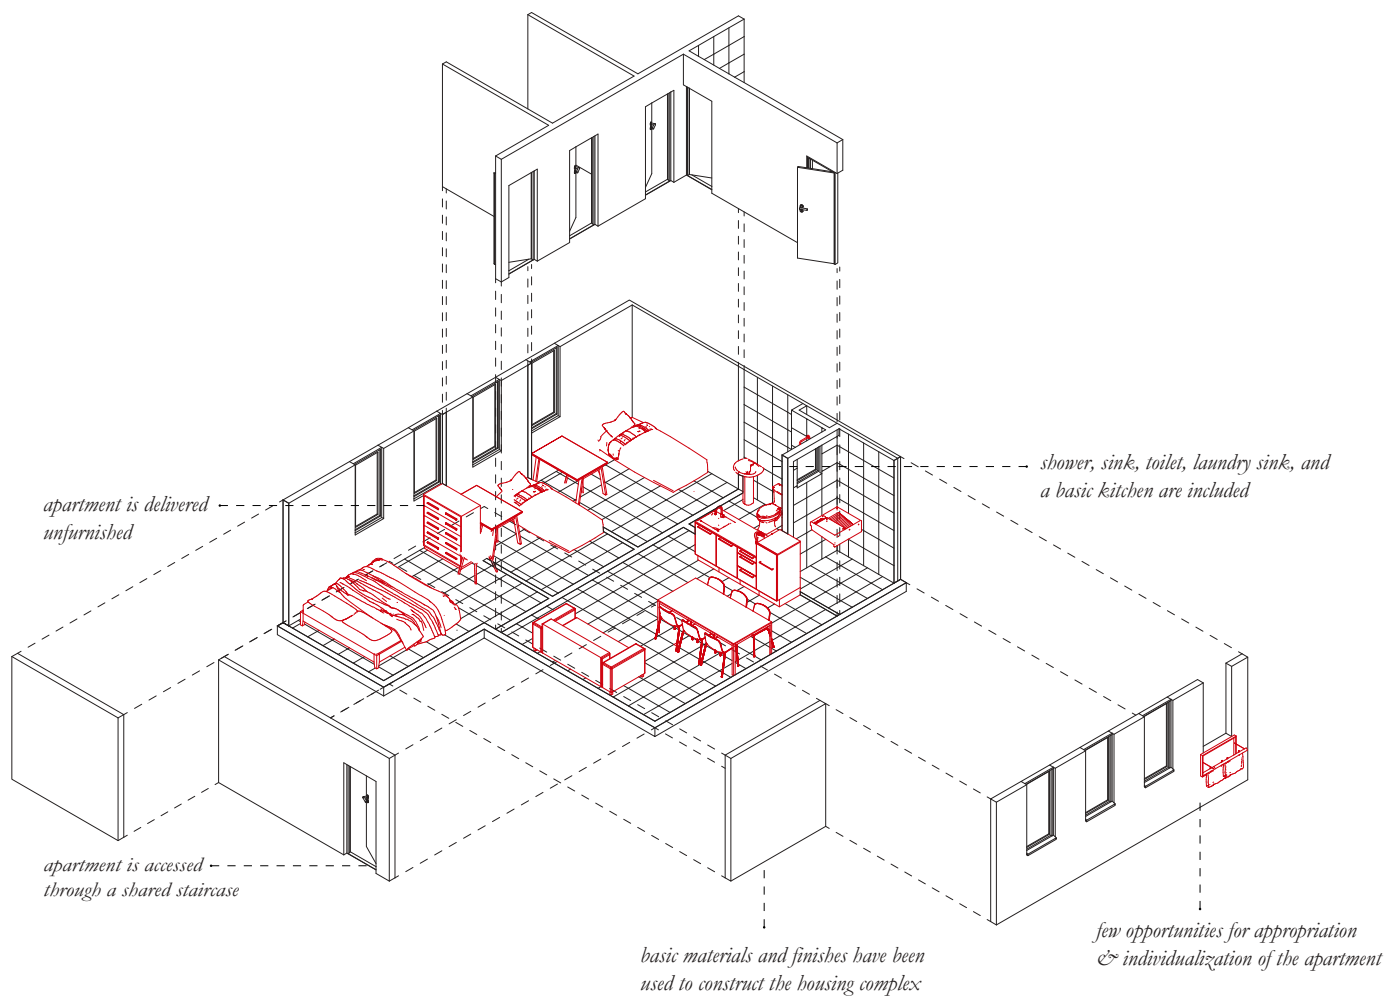 shower, sink, toilet, laundry sink, and
a basic kitchen are included
apartment is delivered
unfurnished
apartment is accessed
through a shared staircase
few opportunities for appropriation
& individualization of the apartment
basic materials and finishes have been
used to construct the housing complex